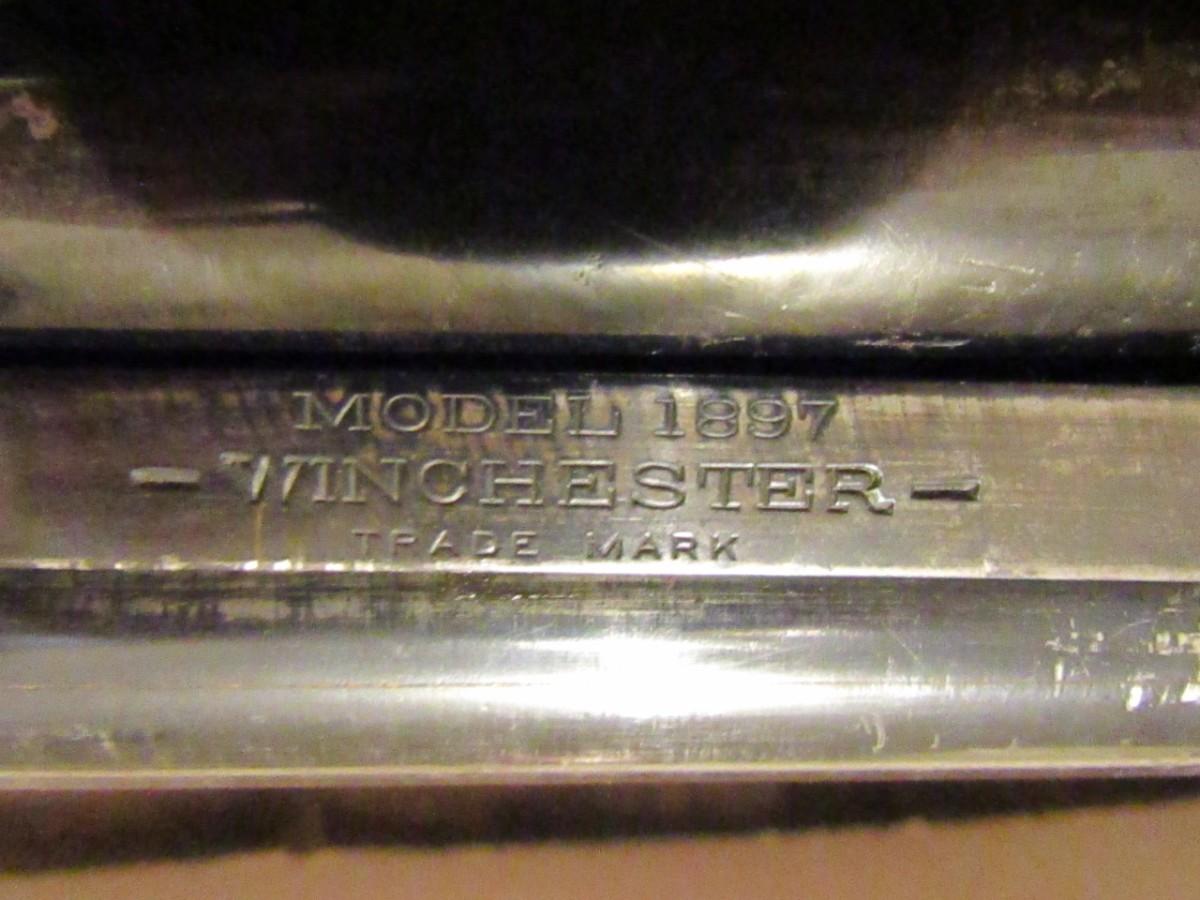 MODEL 1897
- WINCHESTER -
TRADE MARK